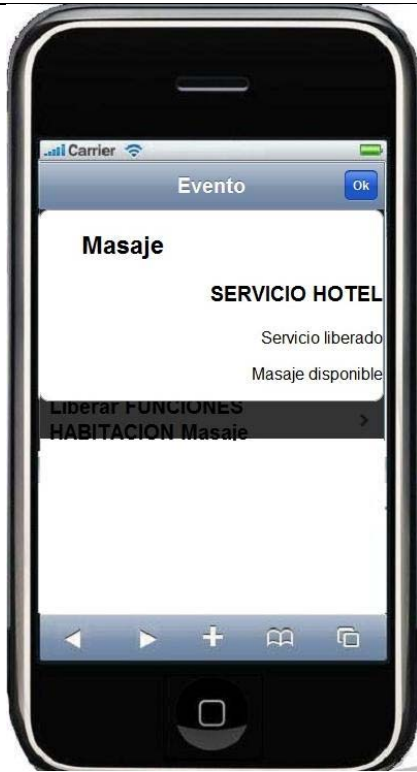 Carrier
Evento
Ok
Masaje
SERVICIO HOTEL
Servicio liberado
Masaje disponible
Liberar FUNCIONES
HABITACION Masaje